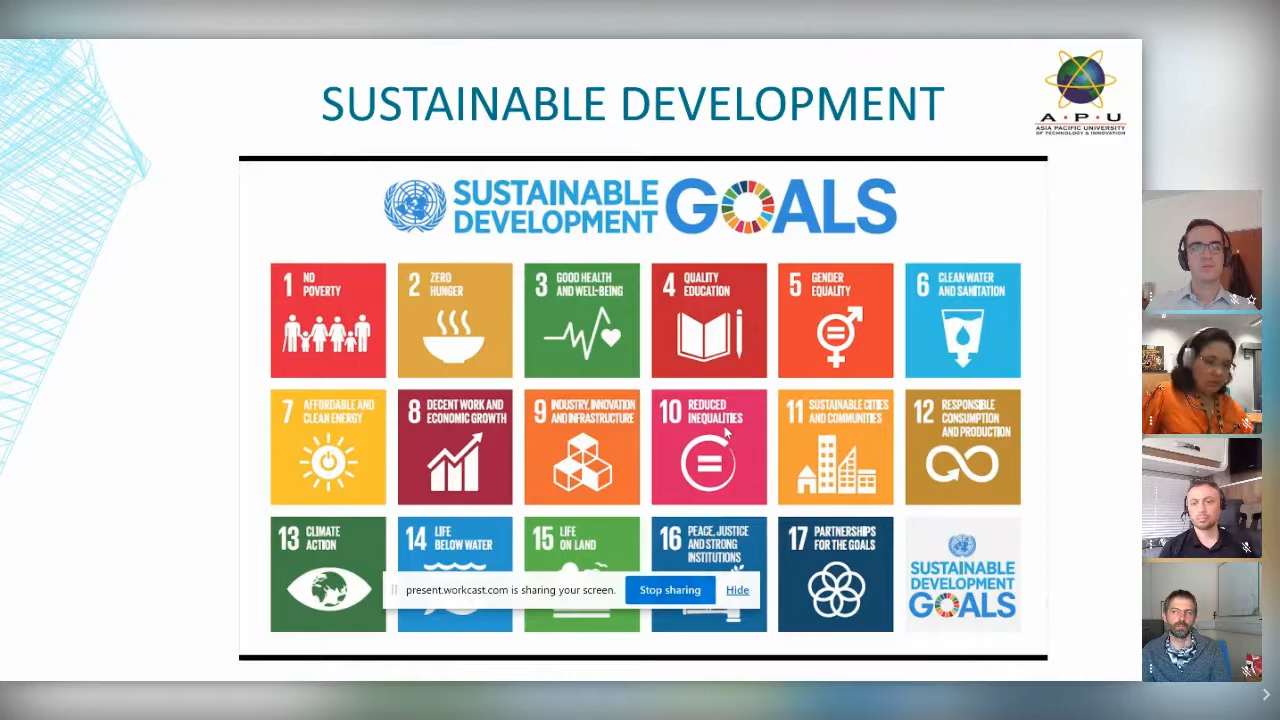 SUSTAINABLE DEVELOPMENT
A·P·U
ASIA PACIFIC UNIVERSITY
OF TECHNOLOGY & INNOVATION
SUSTAINABLE
DEVELOPMENT
GOALS
1 NO
POVERTY
2 ZERO
HUNGER
3 GOOD HEALTH
AND WELL-BEING
4 QUALITY
EDUCATION
5 GENDER
EQUALITY
6 CLEAN WATER
AND SANITATION
7 AFFORDABLE AND
CLEAN ENERGY
8 DECENT WORK AND
ECONOMIC GROWTH
9 INDUSTRY, INNOVATION
AND INFRASTRUCTURE
10 REDUCED
INEQUALITIES
11 SUSTAINABLE CITIES
AND COMMUNITIES
12 RESPONSIBLE
CONSUMPTION
AND PRODUCTION
13 CLIMATE
ACTION
14 LIFE
BELOW WATER
15 LIFE
ON LAND
16 PEACE, JUSTICE
AND STRONG
INSTITUTIONS
17 PARTNERSHIPS
FOR THE GOALS
SUSTAINABLE
DEVELOPMENT
GOALS
present.workcast.com is sharing your screen. Stop sharing Hide